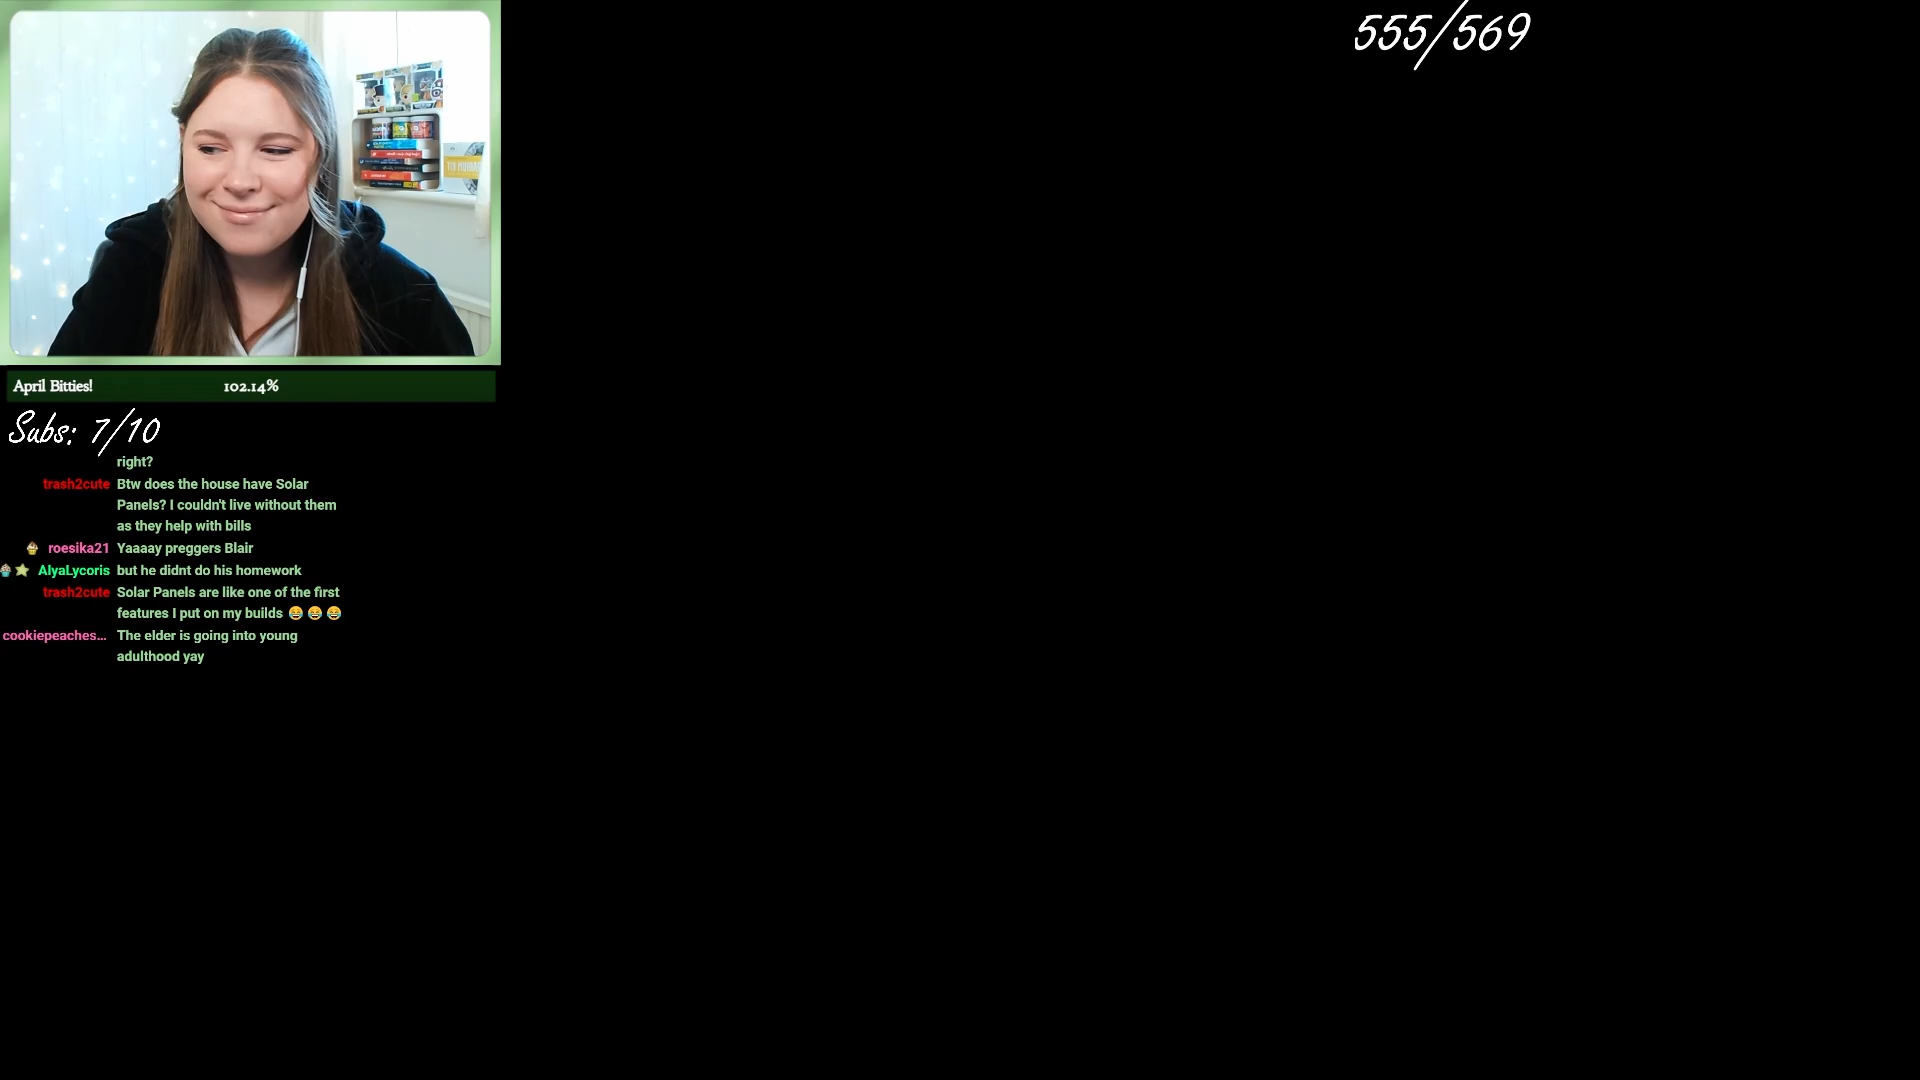 555/569
April Bitties! 102.14%
Subs: 7/10
right?
trash2cute Btw does the house have Solar
Panels? I couldn't live without them
as they help with bills
roesika21 Yaaaay preggers Blair
AlyaLycoris but he didnt do his homework
trash2cute Solar Panels are like one of the first
features I put on my builds 😂 😂 😂
cookiepeaches... The elder is going into young
adulthood yay